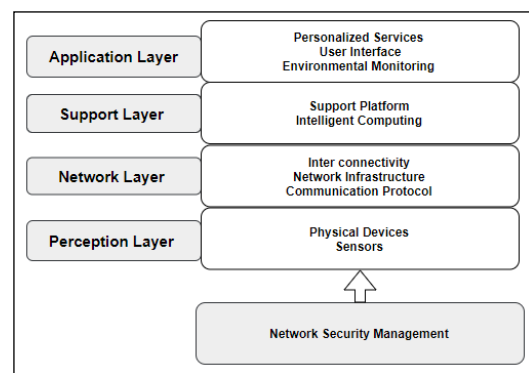 Application Layer
Personalized Services
User Interface
Environmental Monitoring
Support Layer
Support Platform
Intelligent Computing
Network Layer
Inter connectivity
Network Infrastructure
Communication Protocol
Perception Layer
Physical Devices
Sensors
Network Security Management